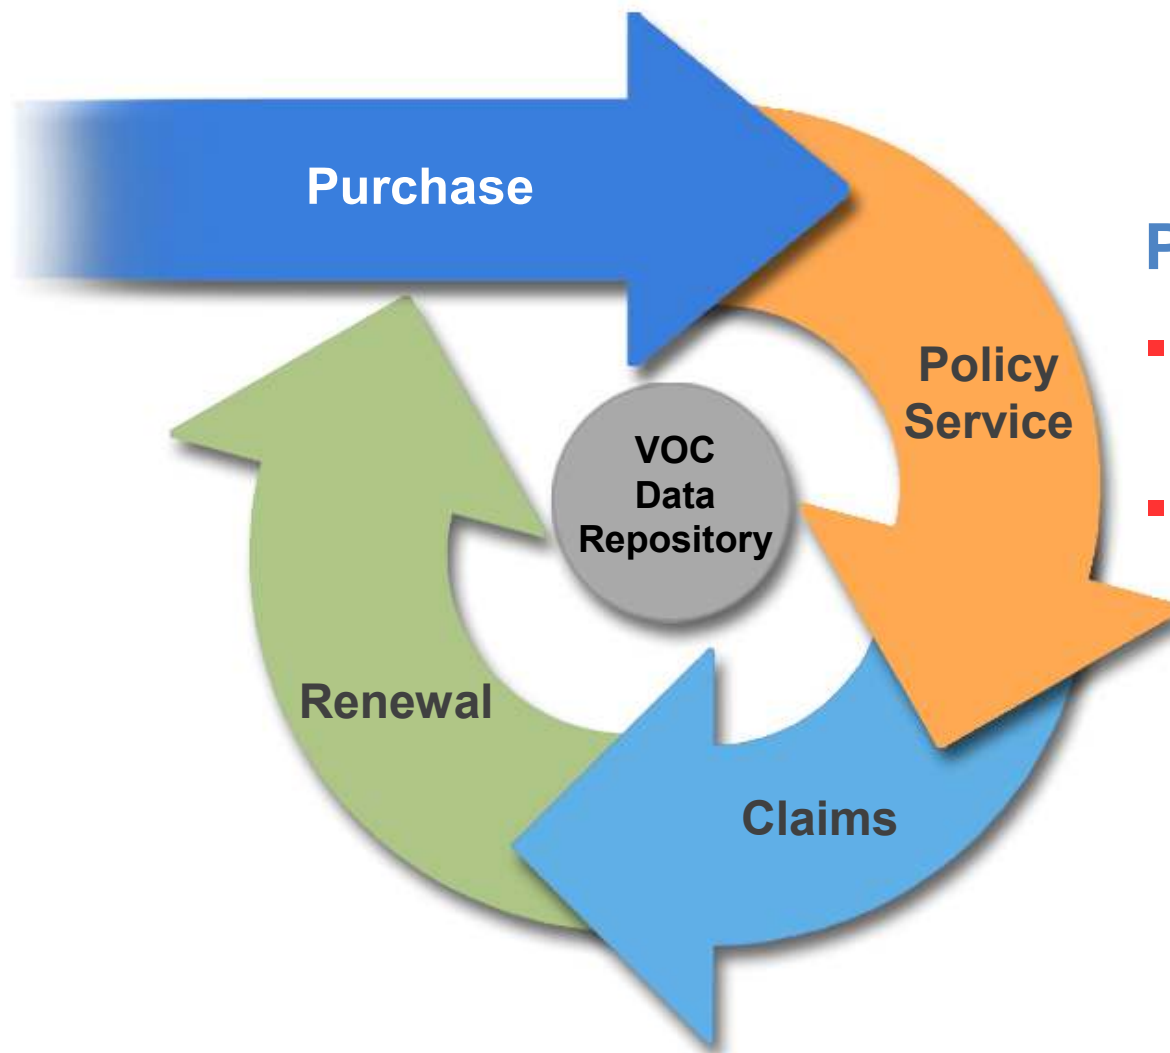 Purchase
P
Policy
Service
VOC
Data
Repository
Renewal
Claims